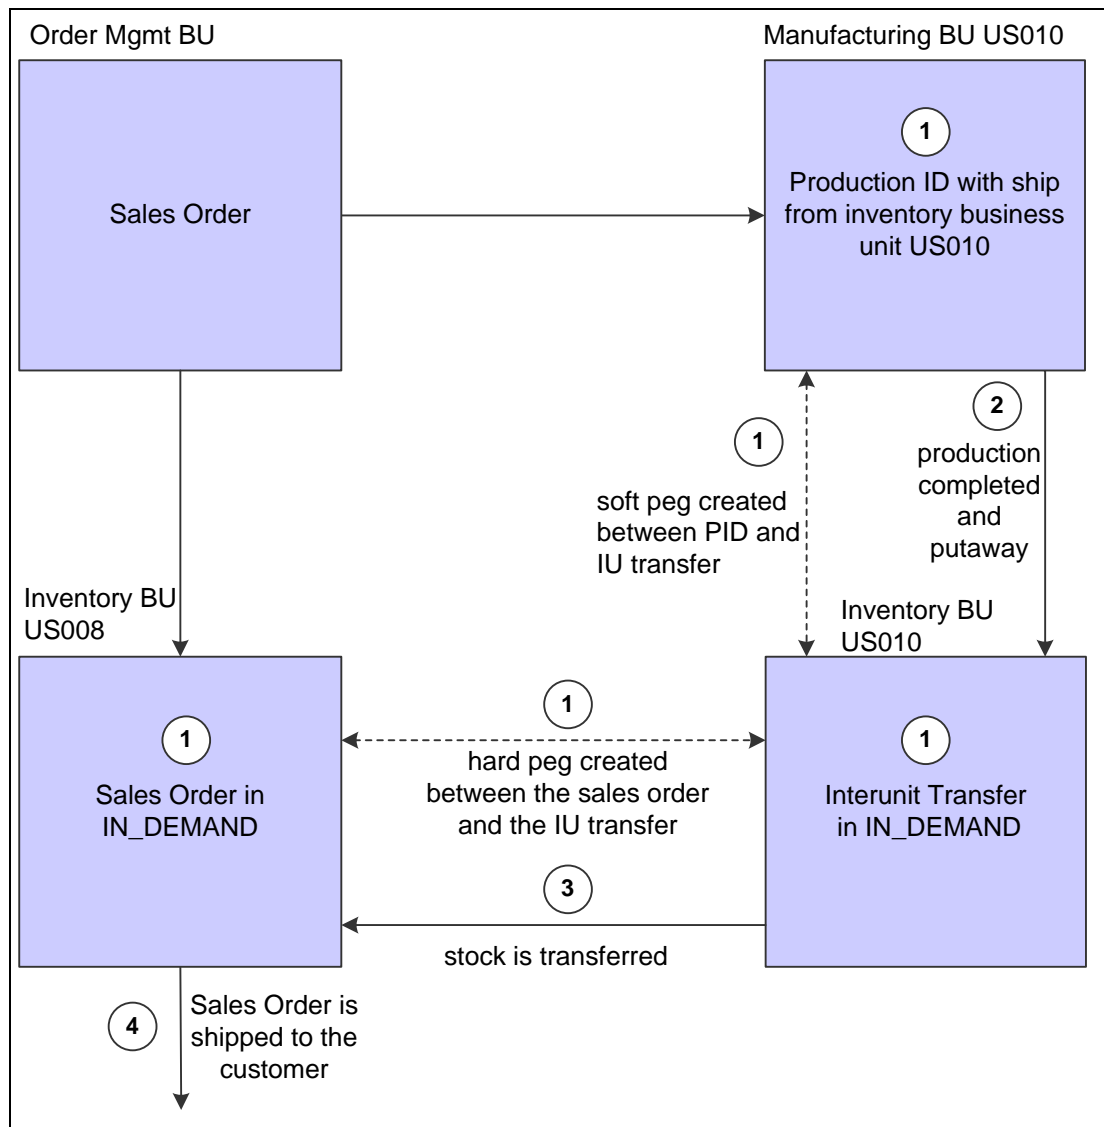 Order Mgmt BU
Manufacturing BU US010
Sales Order
1
Production ID with ship
from inventory business
unit US010
1
soft peg created
between PID and
IU transfer
2
production
completed
and
putaway
Inventory BU
US008
Inventory BU
US010
1
Sales Order in
IN_DEMAND
1
hard peg created
between the sales order
and the IU transfer
1
Interunit Transfer
in IN_DEMAND
3
stock is transferred
4
Sales Order is
shipped to the
customer